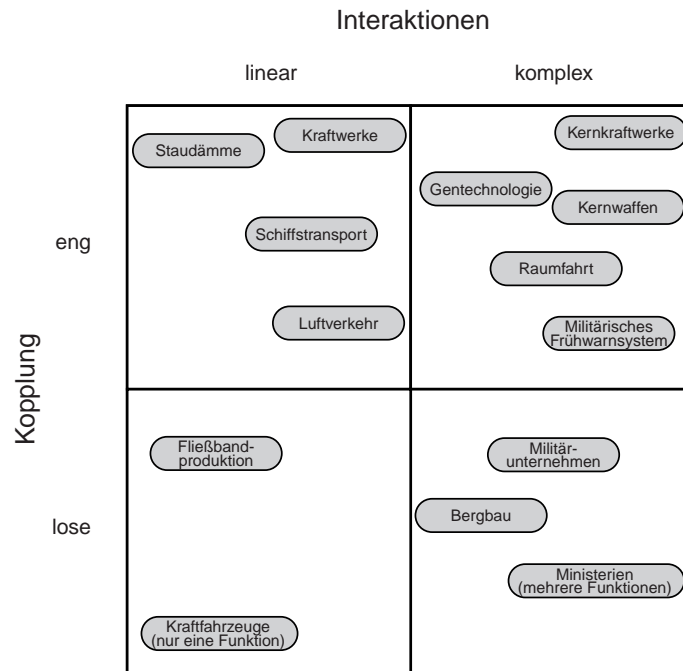 Interaktionen
linear
komplex
Kopplung
eng
lose
Staudämme
Kraftwerke
Schiffstransport
Luftverkehr
Kernkraftwerke
Gentechnologie
Kernwaffen
Raumfahrt
Militärisches
Frühwarnsystem
Fließband-
produktion
Kraftfahrzeuge
(nur eine Funktion)
Militär-
unternehmen
Bergbau
Ministerien
(mehrere Funktionen)